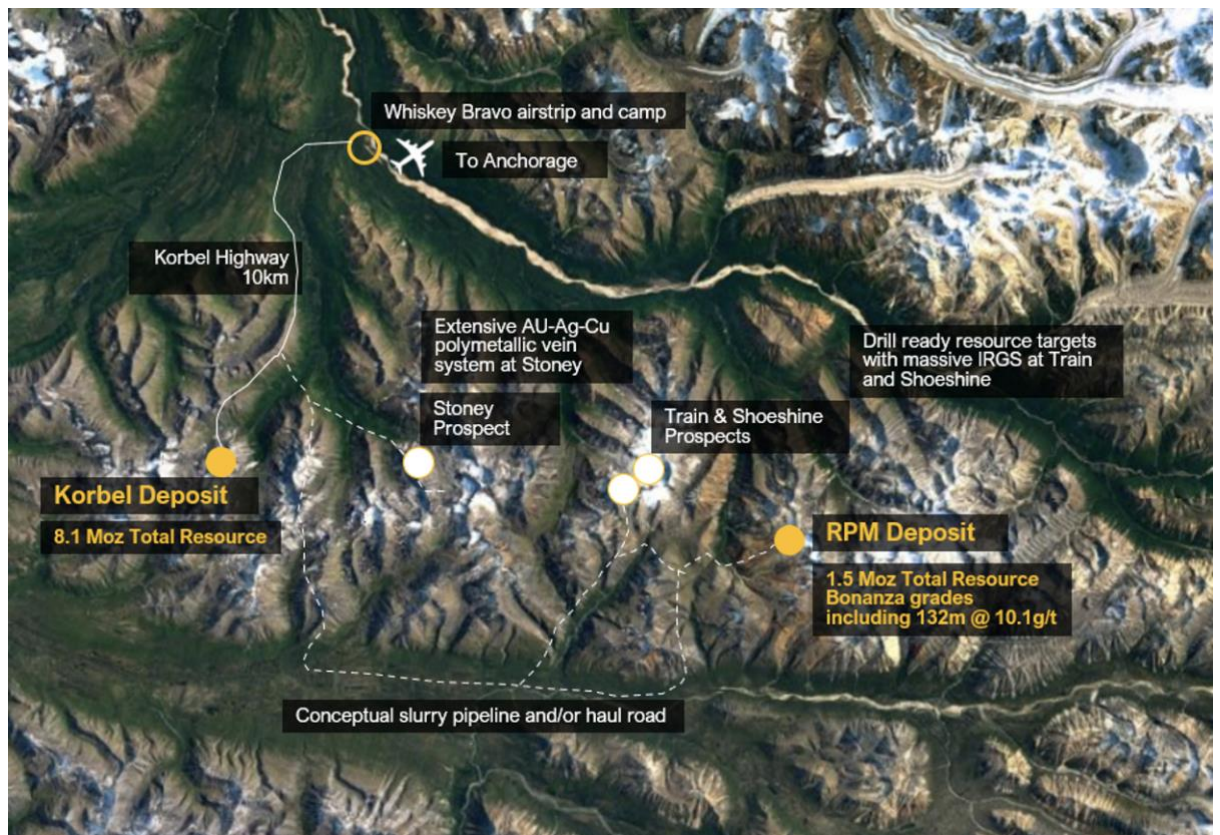 Whiskey Bravo airstrip and camp
To Anchorage
Korbel Highway
10km
Extensive AU-Ag-Cu
polymetallic vein
system at Stoney
Drill ready resource targets
with massive IRGS at Train
and Shoeshine
Stoney
Prospect
Train & Shoeshine
Prospects
Korbel Deposit
8.1 Moz Total Resource
RPM Deposit
1.5 Moz Total Resource
Bonanza grades
including 132m @ 10.1g/t
Conceptual slurry pipeline and/or haul road